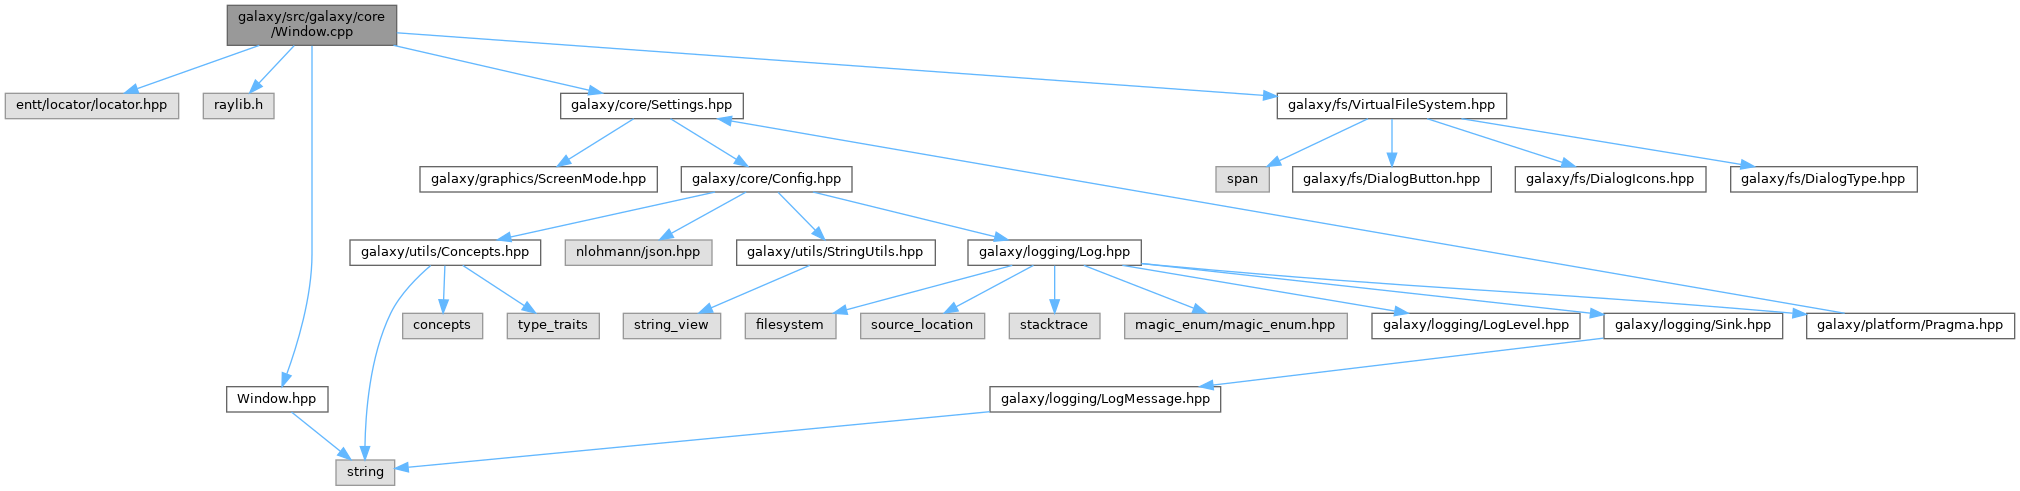 galaxy/src/galaxy/core
/Window.cpp
entt/locator/locator.hpp
raylib.h
galaxy/core/Settings.hpp
galaxy/fs/VirtualFileSystem.hpp
galaxy/graphics/ScreenMode.hpp
galaxy/core/Config.hpp
span
galaxy/fs/DialogButton.hpp
galaxy/fs/DialogIcons.hpp
galaxy/fs/DialogType.hpp
galaxy/utils/Concepts.hpp
nlohmann/json.hpp
galaxy/utils/StringUtils.hpp
galaxy/logging/Log.hpp
concepts
type_traits
string_view
filesystem
source_location
stacktrace
magic_enum/magic_enum.hpp
galaxy/logging/LogLevel.hpp
galaxy/logging/Sink.hpp
galaxy/platform/Pragma.hpp
Window.hpp
galaxy/logging/LogMessage.hpp
string